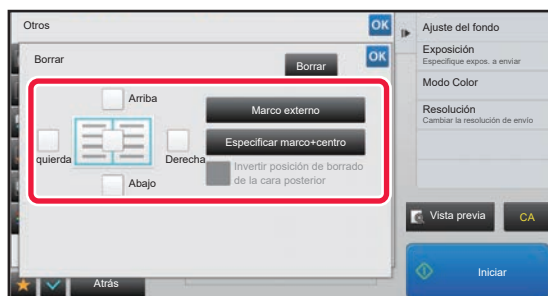 Otros
OK
Borrar
Borrar
OK
Arriba
quierda
Derecha
Abajo
Marco externo
Especificar marco+centro
Invertir posición de borrado
de la cara posterior
Atrás
Ajuste del fondo
Exposición
Especifique expos. a enviar
Modo Color
Resolución
Cambiar la resolución de envío
Vista previa
CA
Iniciar